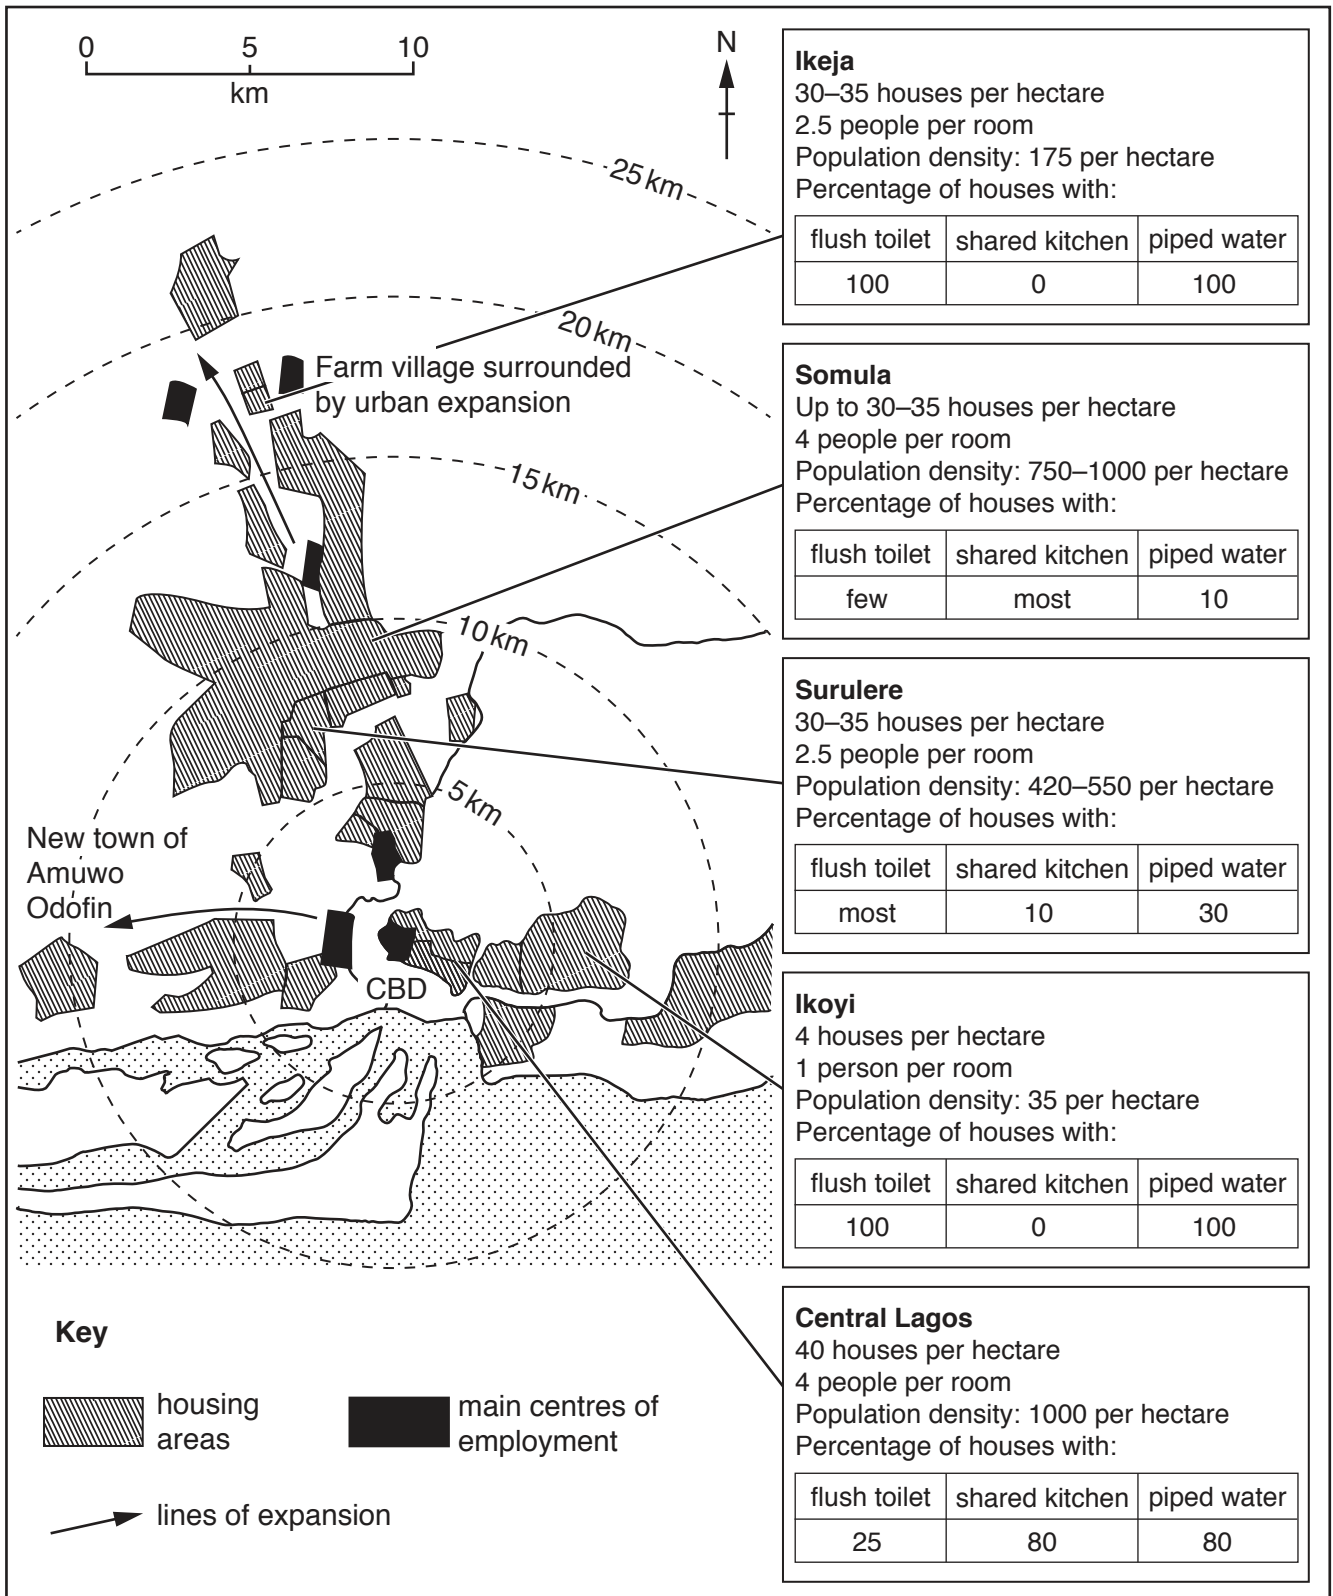 0 5 10
km
N
25 km
20 km
Farm village surrounded
by urban expansion
15 km
10 km
5 km
New town of
Amuwo
Odofin
CBD
Key
housing
areas
main centres of
employment
lines of expansion
Ikeja
30–35 houses per hectare
2.5 people per room
Population density: 175 per hectare
Percentage of houses with:
flush toilet shared kitchen piped water
100 0 100
Somula
Up to 30–35 houses per hectare
4 people per room
Population density: 750–1000 per hectare
Percentage of houses with:
flush toilet shared kitchen piped water
few most 10
Surulere
30–35 houses per hectare
2.5 people per room
Population density: 420–550 per hectare
Percentage of houses with:
flush toilet shared kitchen piped water
most 10 30
Ikoyi
4 houses per hectare
1 person per room
Population density: 35 per hectare
Percentage of houses with:
flush toilet shared kitchen piped water
100 0 100
Central Lagos
40 houses per hectare
4 people per room
Population density: 1000 per hectare
Percentage of houses with:
flush toilet shared kitchen piped water
25 80 80